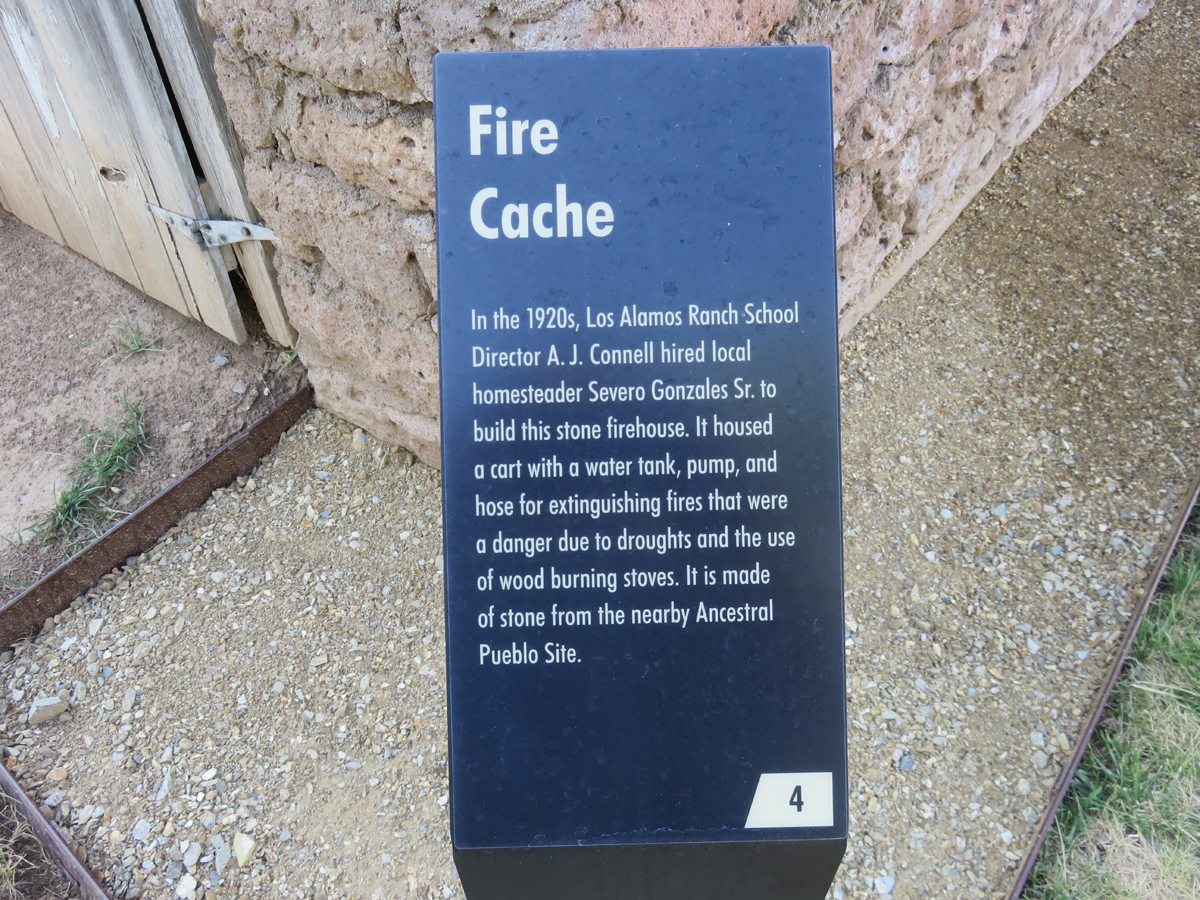 Fire
Cache
In the 1920s, Los Alamos Ranch School
Director A. J. Connell hired local
homesteader Severo Gonzales Sr. to
build this stone firehouse. It housed
a cart with a water tank, pump, and
hose for extinguishing fires that were
a danger due to droughts and the use
of wood burning stoves. It is made
of stone from the nearby Ancestral
Pueblo Site.
4